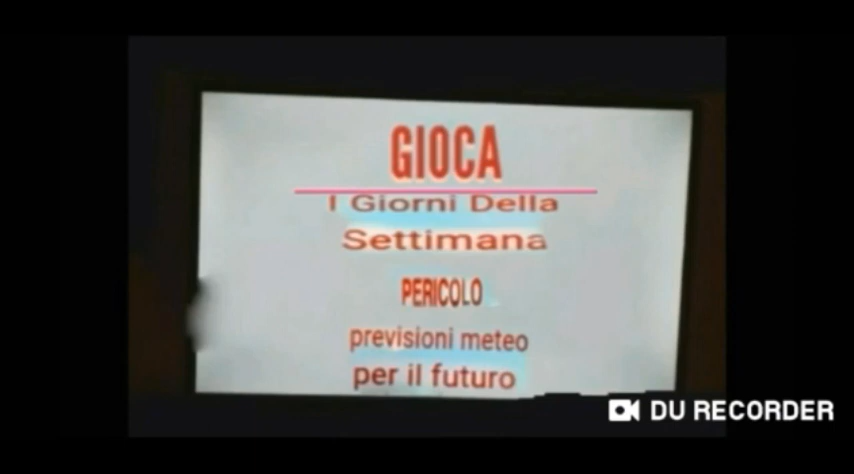 GIOCA
I Giorni Della
Settimana
PERICOLO
previsioni meteo
per il futuro
DU RECORDER